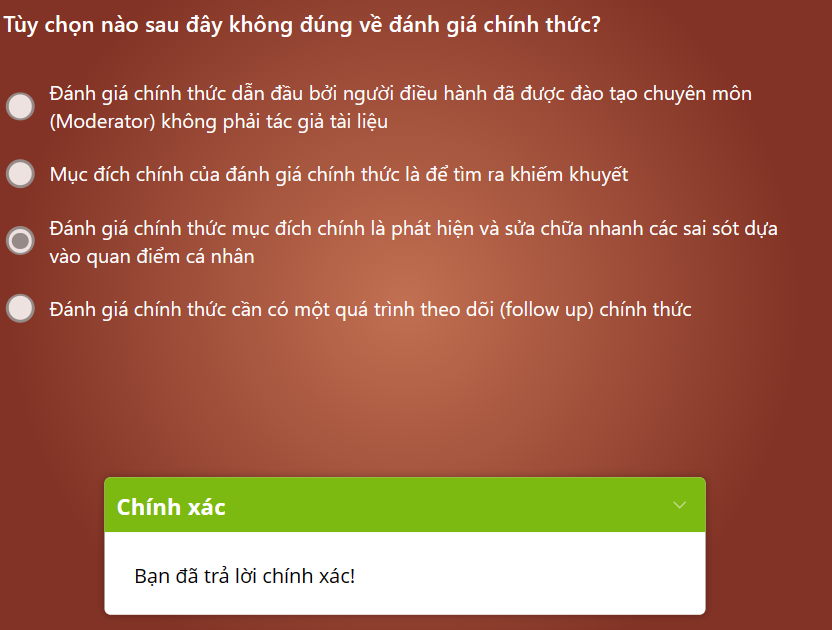 Tùy chọn nào sau đây không đúng về đánh giá chính thức?
Đánh giá chính thức dẫn đầu bởi người điều hành đã được đào tạo chuyên môn
(Moderator) không phải tác giả tài liệu
Mục đích chính của đánh giá chính thức là để tìm ra khiếm khuyết
Đánh giá chính thức mục đích chính là phát hiện và sửa chữa nhanh các sai sót dựa
vào quan điểm cá nhân
Đánh giá chính thức cần có một quá trình theo dõi (follow up) chính thức
Chính xác
Bạn đã trả lời chính xác!